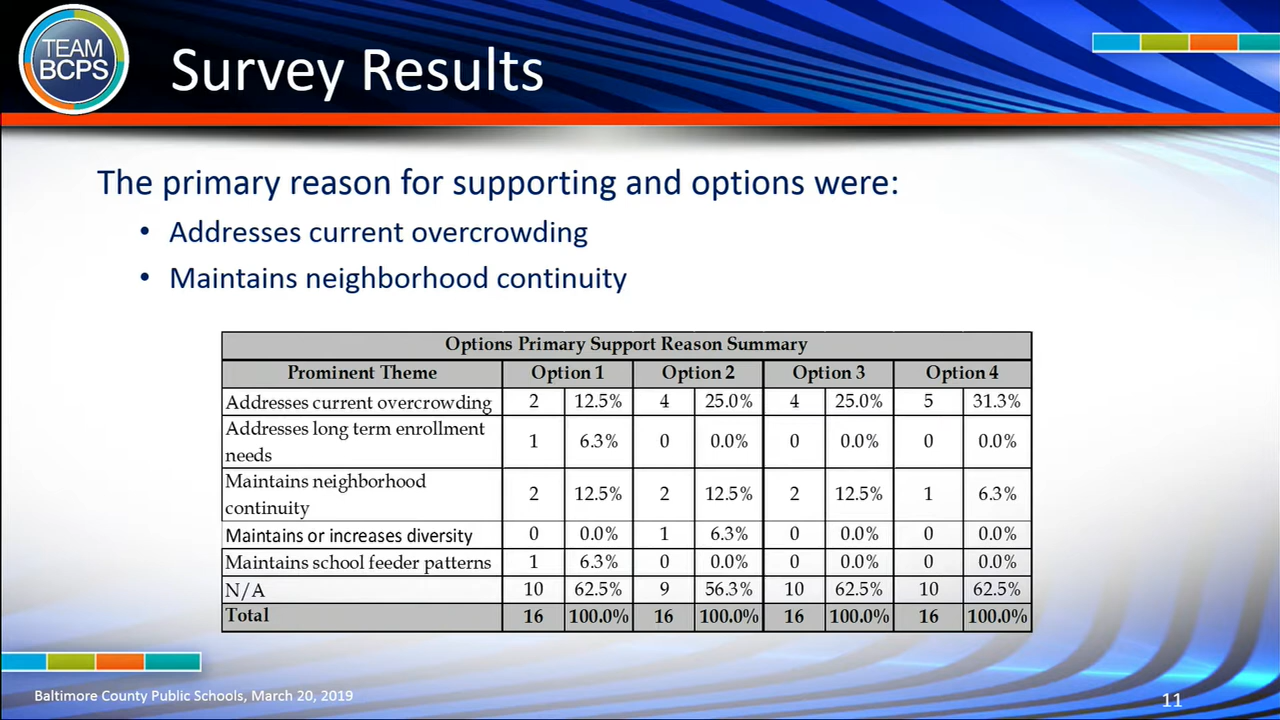 TEAM
BCPS
Survey Results
The primary reason for supporting and options were:
• Addresses current overcrowding
• Maintains neighborhood continuity
Options Primary Support Reason Summary
Prominent Theme Option 1 Option 2 Option 3 Option 4
Addresses current overcrowding 2 12.5% 4 25.0% 4 25.0% 5 31.3%
Addresses long term enrollment
needs 1 6.3% 0 0.0% 0 0.0% 0 0.0%
Maintains neighborhood
continuity 2 12.5% 2 12.5% 2 12.5% 1 6.3%
Maintains or increases diversity 0 0.0% 1 6.3% 0 0.0% 0 0.0%
Maintains school feeder patterns 1 6.3% 0 0.0% 0 0.0% 0 0.0%
N/A 10 62.5% 9 56.3% 10 62.5% 10 62.5%
Total 16 100.0% 16 100.0% 16 100.0% 16 100.0%
Baltimore County Public Schools, March 20, 2019
11